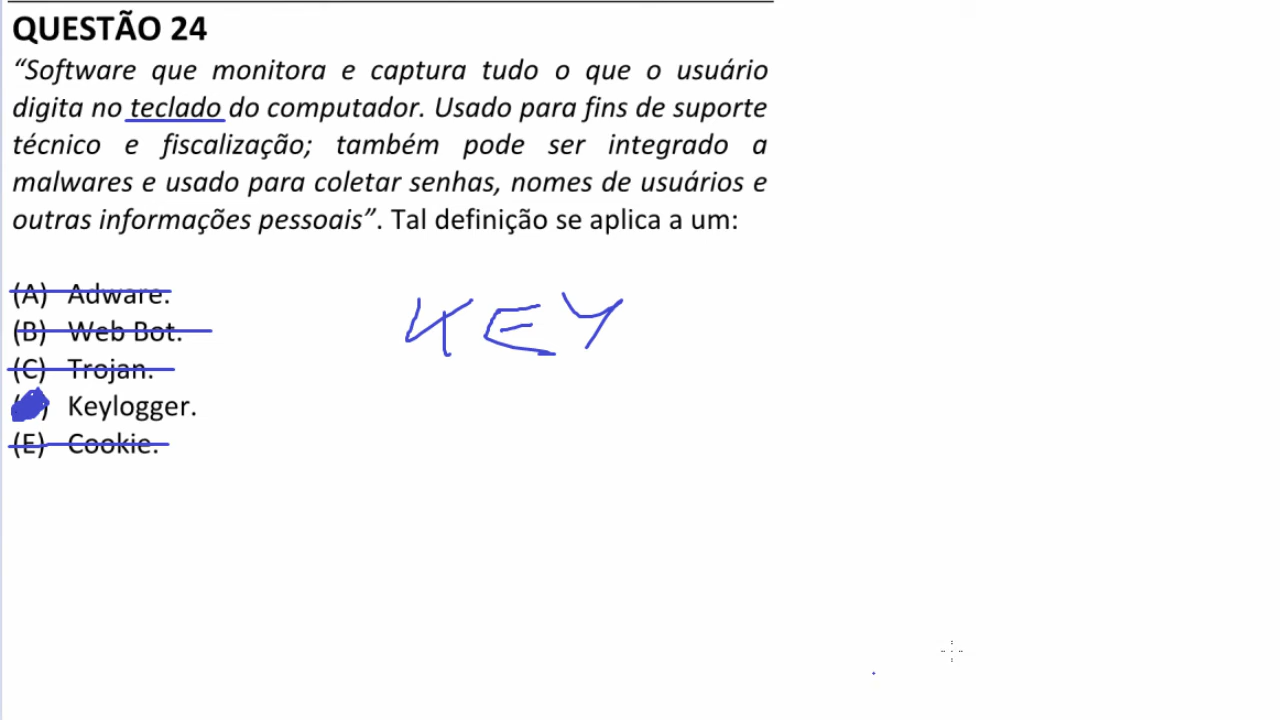 QUESTÃO 24
“Software que monitora e captura tudo o que o usuário
digita no teclado do computador. Usado para fins de suporte
técnico e fiscalização; também pode ser integrado a
malwares e usado para coletar senhas, nomes de usuários e
outras informações pessoais”. Tal definição se aplica a um:
(A) Adware.
(B) Web Bot.
(C) Trojan.
Keylogger.
(E) Cookie.
KEY